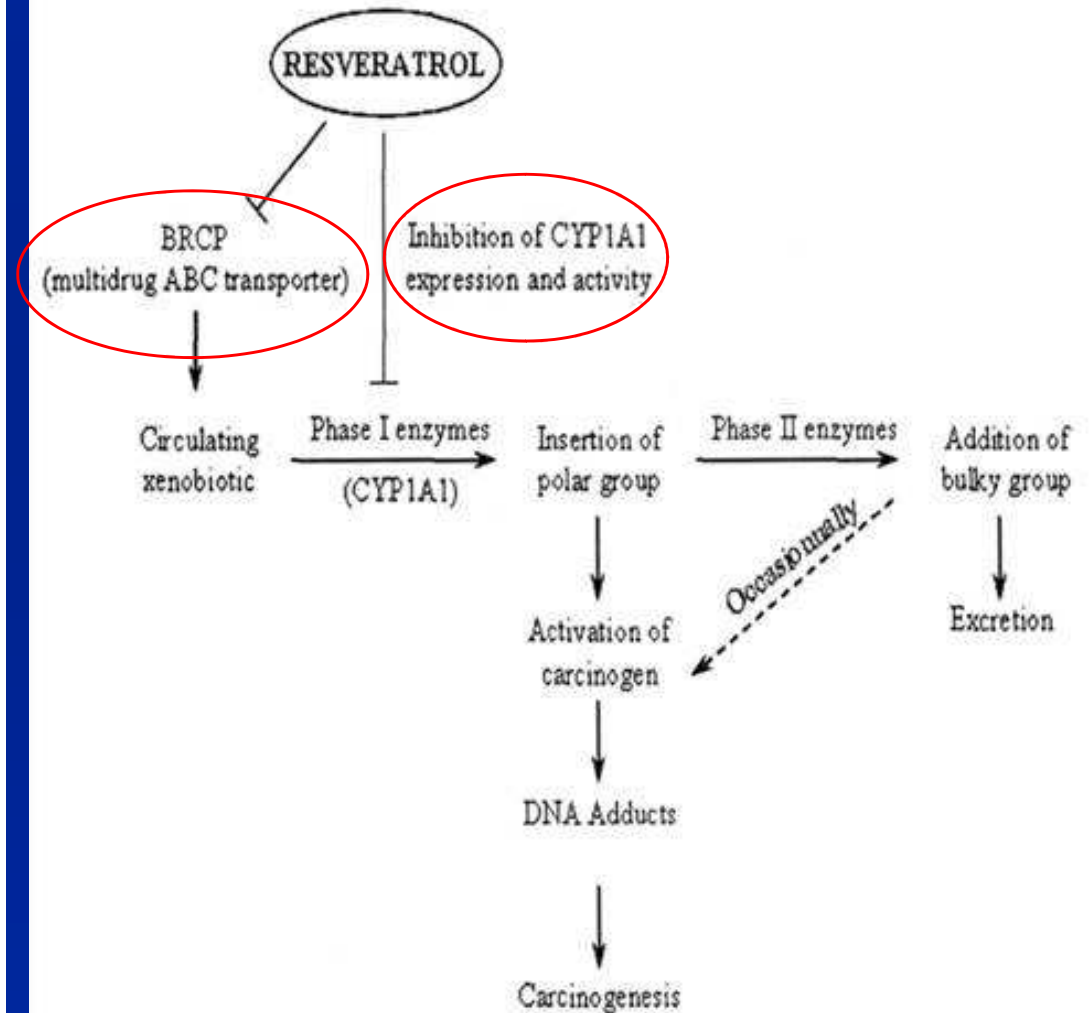 RESVERATROL
BRCP
(multidrug ABC transporter)
Inhibition of CYP1A1
expression and activity
Circulating
xenobiotic
Phase I enzymes
(CYP1A1)
Insertion of
polar group
Phase II enzymes
Addition of
bulky group
Occasionnally
Activation of
carcinogen
Excretion
DNA Adducts
Carcinogenesis